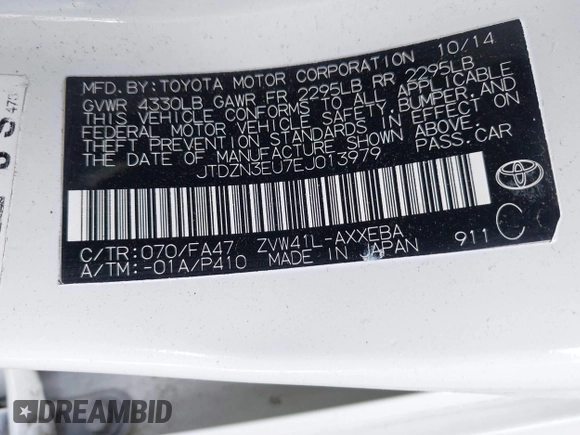 MFD. BY: TOYOTA MOTOR CORPORATION 10/14
GVWR 4330LB GAWR FR 2295LB RR 2295LB
THIS VEHICLE CONFORMS TO ALL APPLICABLE
FEDERAL MOTOR VEHICLE SAFETY, BUMPER, AND
THEFT PREVENTION STANDARDS IN EFFECT ON
THE DATE OF MANUFACTURE SHOWN ABOVE.
JTDZN3EU7EJ013979 PASS. CAR
TOYOTA
C/TR: 070/FA47 ZVW41L-AXXEBA
A/TM: -01A/P410 MADE IN JAPAN 911 C
DREAMBID